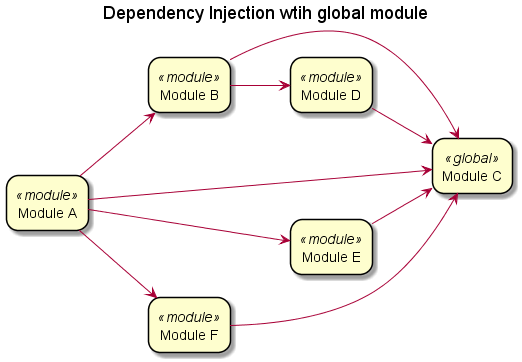 Dependency Injection wtih global module
«module»
Module B
«module»
Module D
«global»
Module C
«module»
Module A
«module»
Module E
«module»
Module F